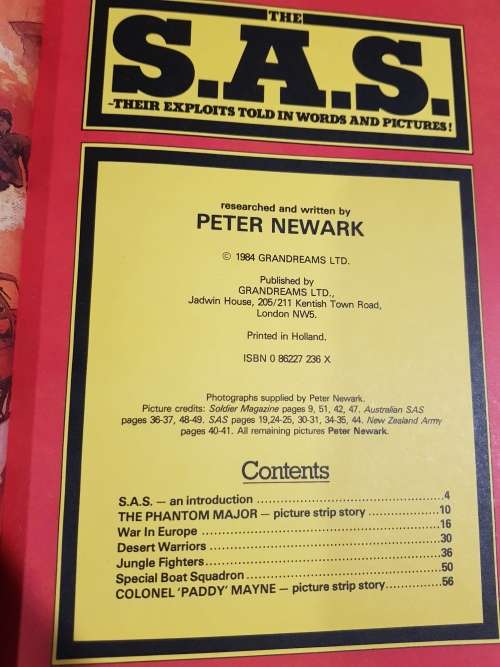 THE
S.A.S.
-THEIR EXPLOITS TOLD IN WORDS AND PICTURES!
researched and written by
PETER NEWARK
© 1984 GRANDREAMS LTD.
Published by
GRANDREAMS LTD.,
Jadwin House, 205/211 Kentish Town Road,
London NW5.
Printed in Holland.
ISBN 0 86227 236 X
Photographs supplied by Peter Newark.
Picture credits: Soldier Magazine pages 9, 51, 42, 47. Australian SAS
pages 36-37, 48-49. SAS pages 19,24-25, 30-31, 34-35, 44. New Zealand Army
pages 40-41. All remaining pictures Peter Newark.
Contents
S.A.S. — an introduction ................................................4
THE PHANTOM MAJOR — picture strip story ..................10
War In Europe ..............................................................16
Desert Warriors ............................................................30
Jungle Fighters..............................................................36
Special Boat Squadron ...................................................50
COLONEL 'PADDY' MAYNE — picture strip story..............56